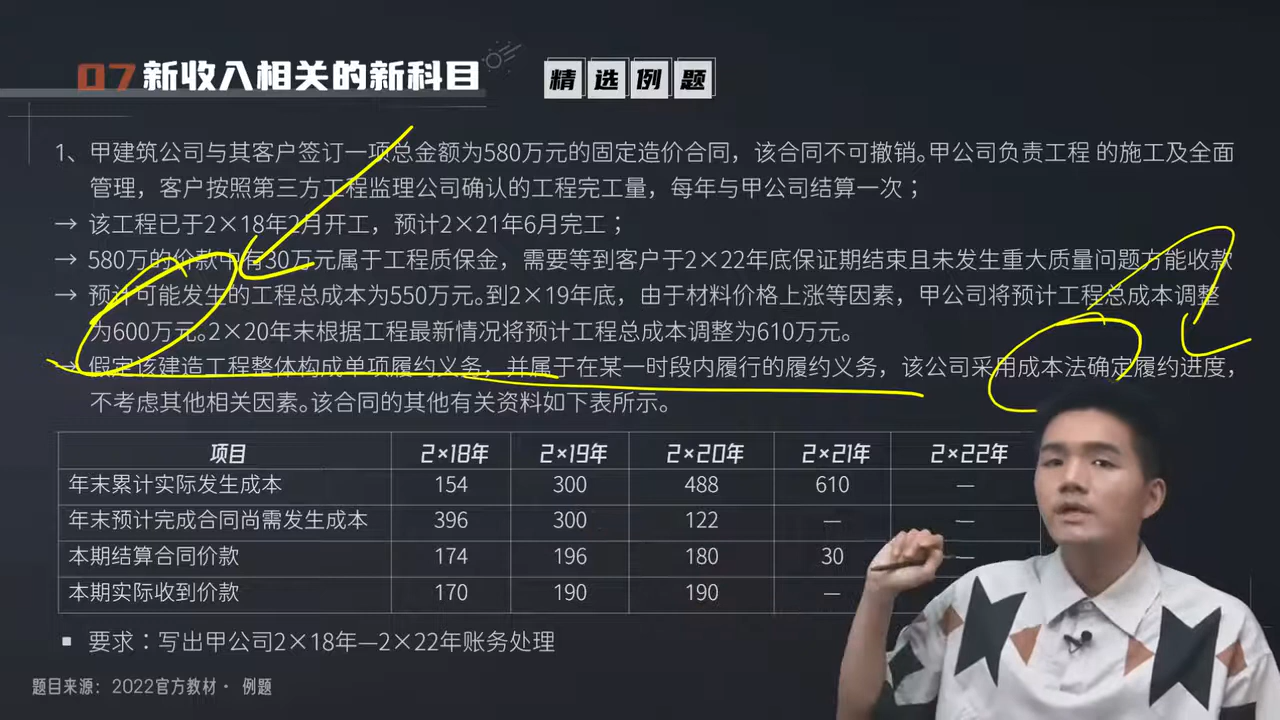 07 新收入相关的新科目 精选例题
1、甲建筑公司与其客户签订一项总金额为580万元的固定造价合同，该合同不可撤销。甲公司负责工程 的施工及全面
管理，客户按照第三方工程监理公司确认的工程完工量，每年与甲公司结算一次；
→ 该工程已于2×18年2月开工，预计2×21年6月完工；
→ 580万的价款中有30万元属于工程质保金，需要等到客户于2×22年底保证期结束且未发生重大质量问题方能收款
→ 预计可能发生的工程总成本为550万元。到2×19年底，由于材料价格上涨等因素，甲公司将预计工程总成本调整
为600万元。2×20年末根据工程最新情况将预计工程总成本调整为610万元。
→ 假定该建造工程整体构成单项履约义务，并属于在某一时段内履行的履约义务，该公司采用成本法确定履约进度，
不考虑其他相关因素。该合同的其他有关资料如下表所示。
项目 2×18年 2×19年 2×20年 2×21年 2×22年
年末累计实际发生成本 154 300 488 610 —
年末预计完成合同尚需发生成本 396 300 122 — —
本期结算合同价款 174 196 180 30 —
本期实际收到价款 170 190 190 —
▪ 要求：写出甲公司2×18年—2×22年账务处理
题目来源：2022官方教材· 例题